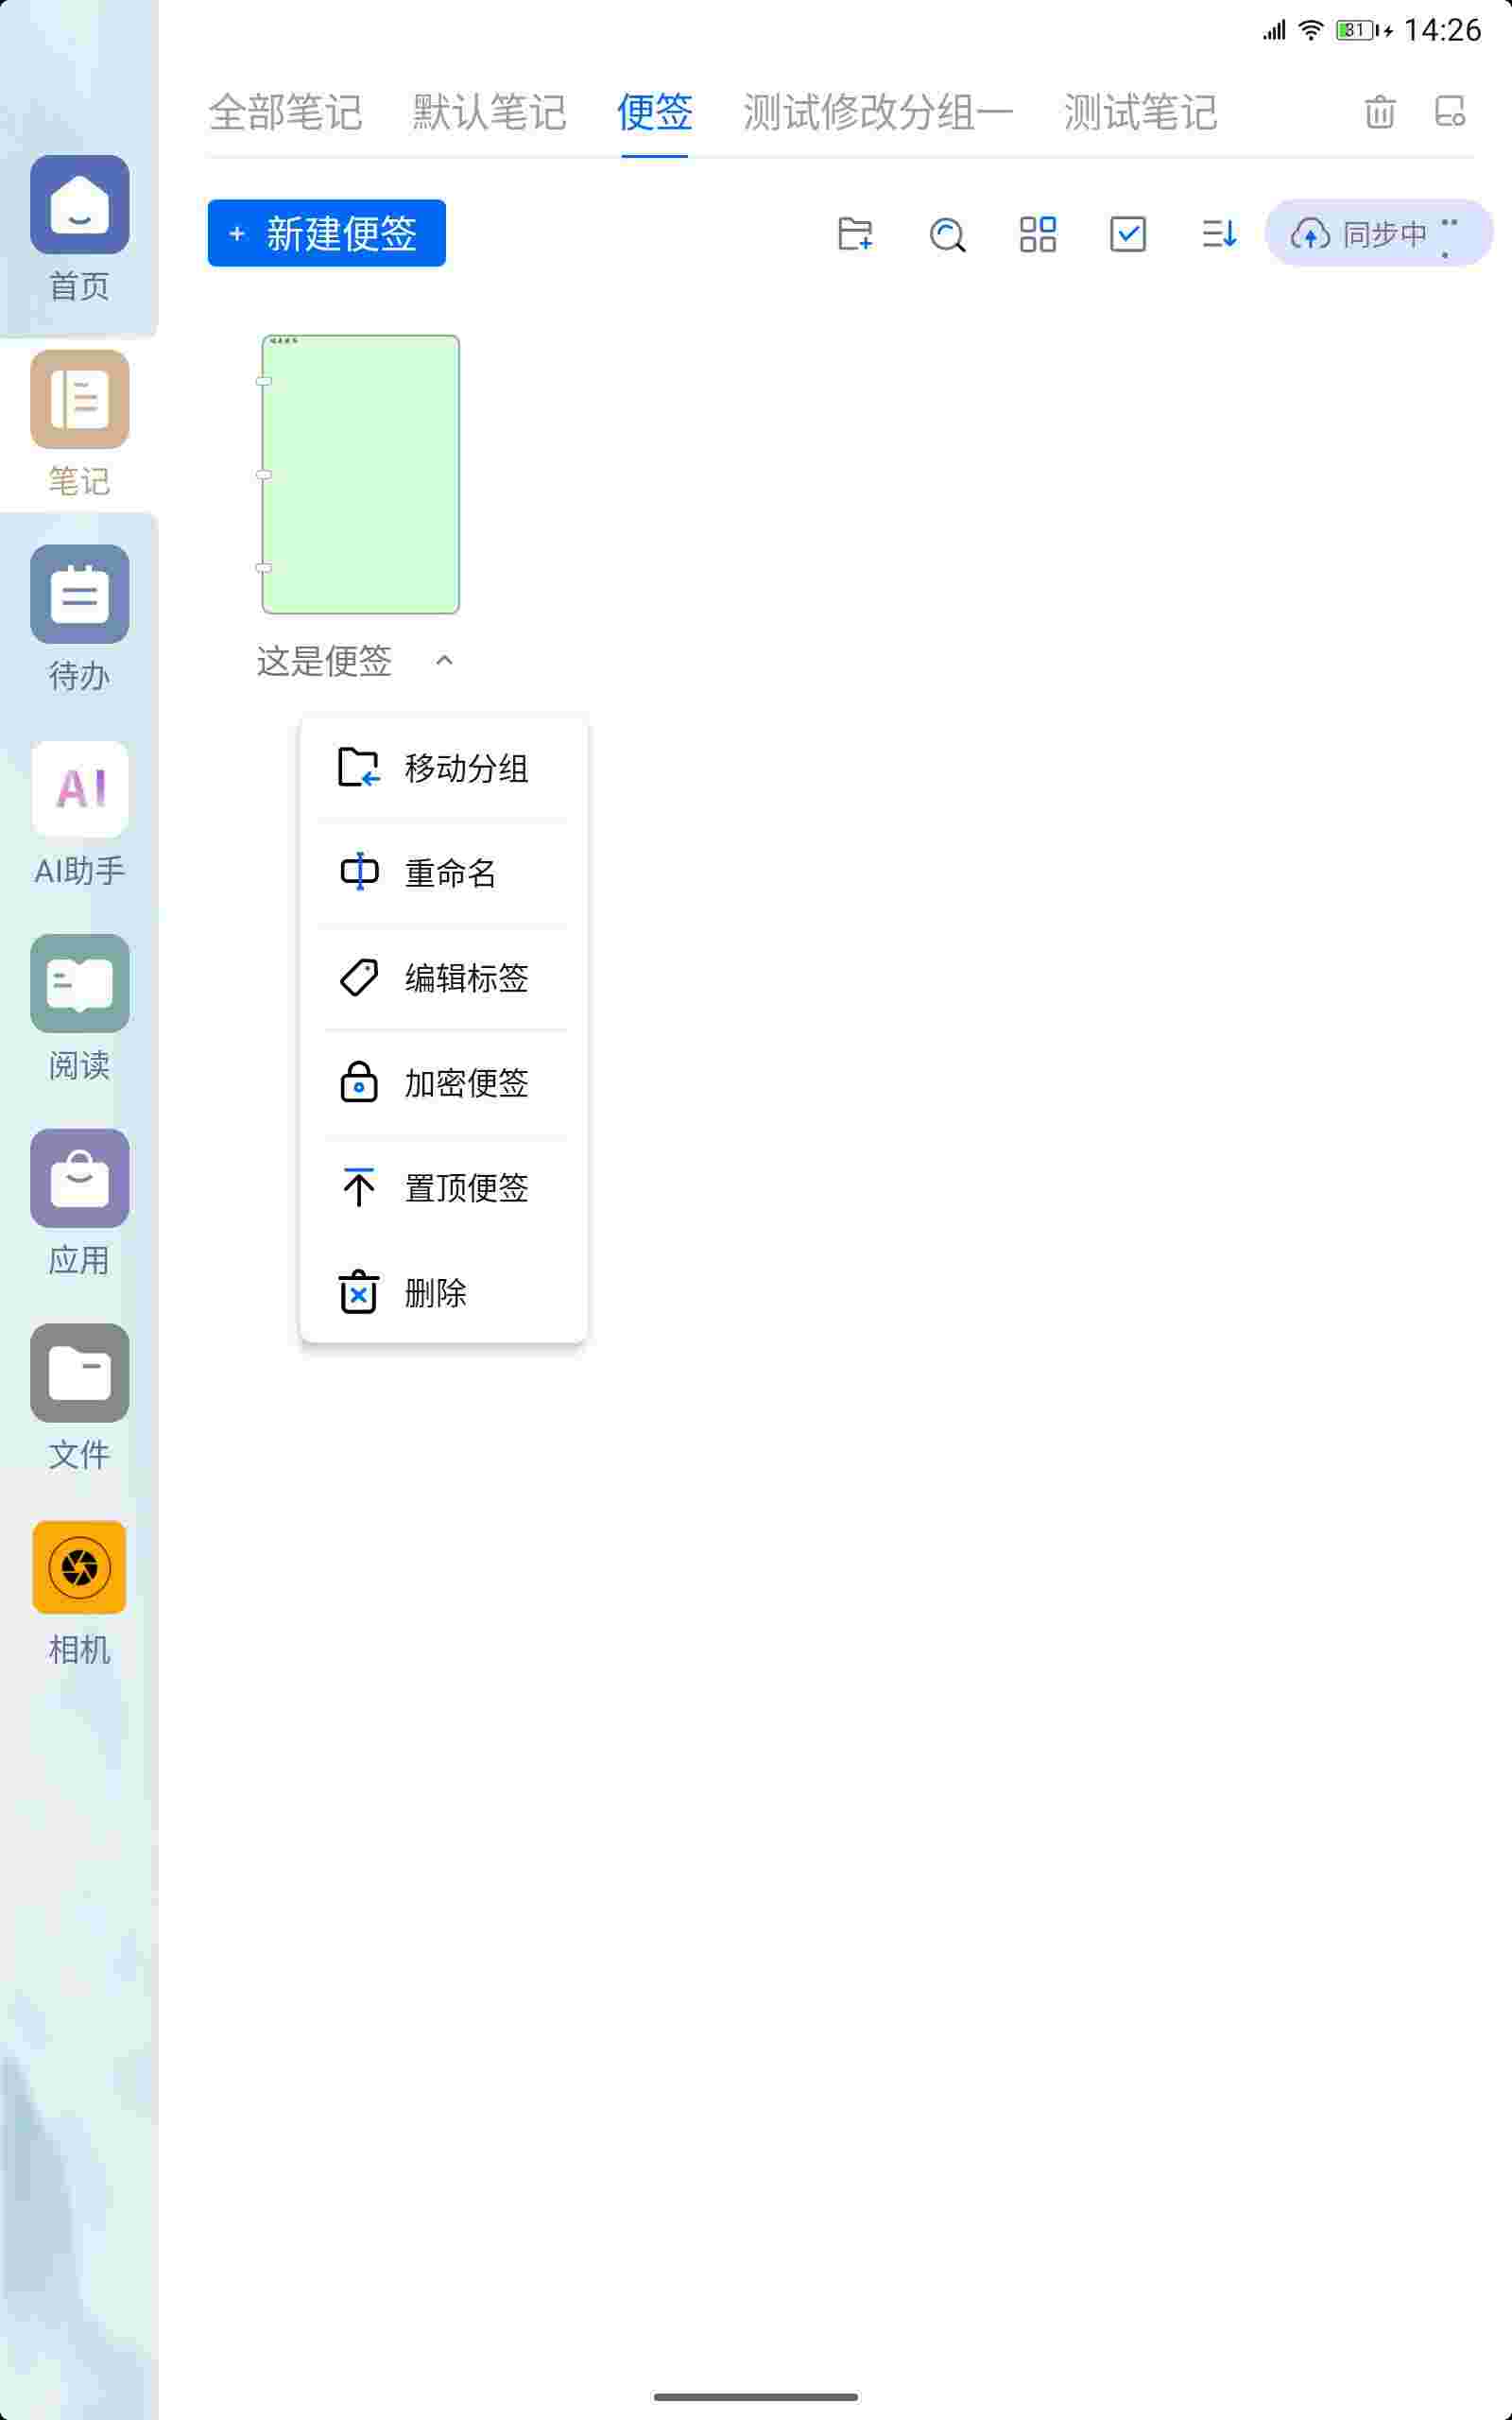 31 14:26
全部笔记 默认笔记 便签 测试修改分组一 测试笔记
+ 新建便签
同步中
首页
笔记
待办
AI
AI助手
阅读
应用
文件
相机
这是便签
移动分组
重命名
编辑标签
加密便签
置顶便签
删除